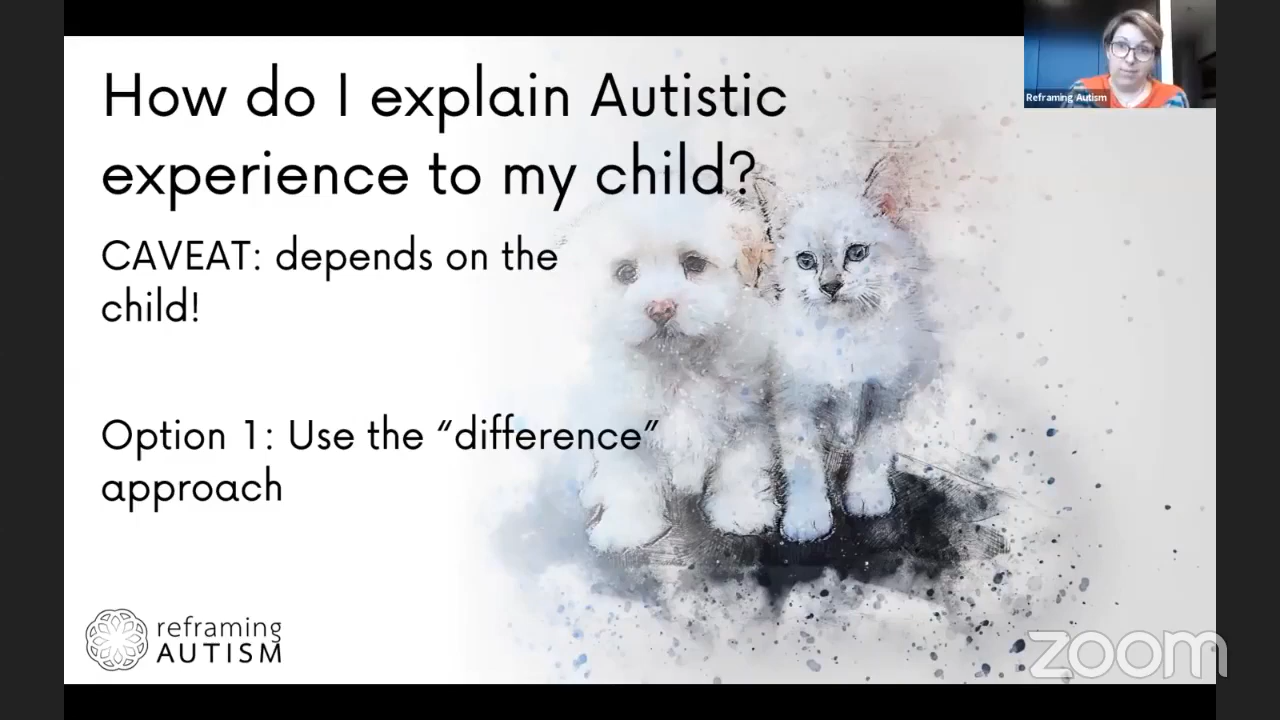 How do I explain Autistic
experience to my child?
CAVEAT: depends on the
child!
Option 1: Use the “difference”
approach
reframing
AUTISM
Reframing Autism
zoom